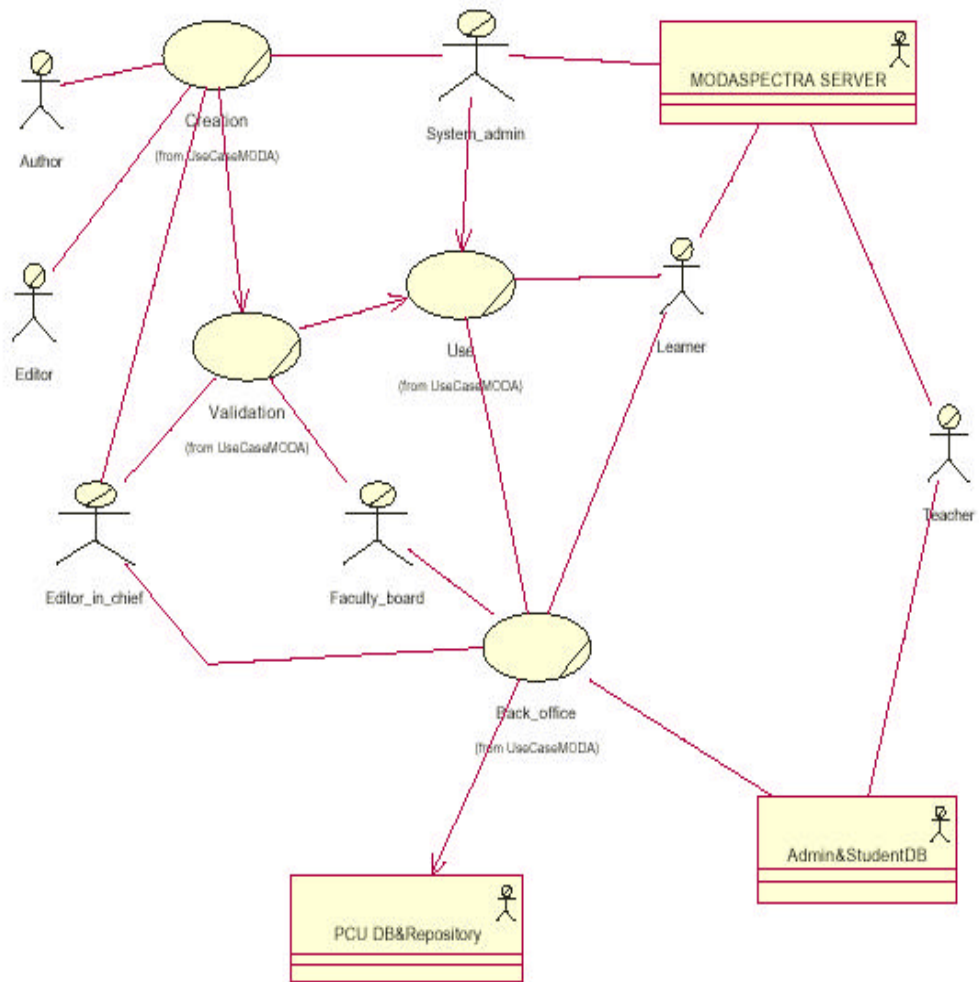 MODASPECTRA SERVER
Creation
System_admin
(from UseCaseMODA)
Author
Use
Learner
Editor
(from UseCaseMODA)
Validation
(from UseCaseMODA)
Teacher
Editor_in_chief
Faculty_board
Back_office
(from UseCaseMODA)
Admin&StudentDB
PCU DB&Repository